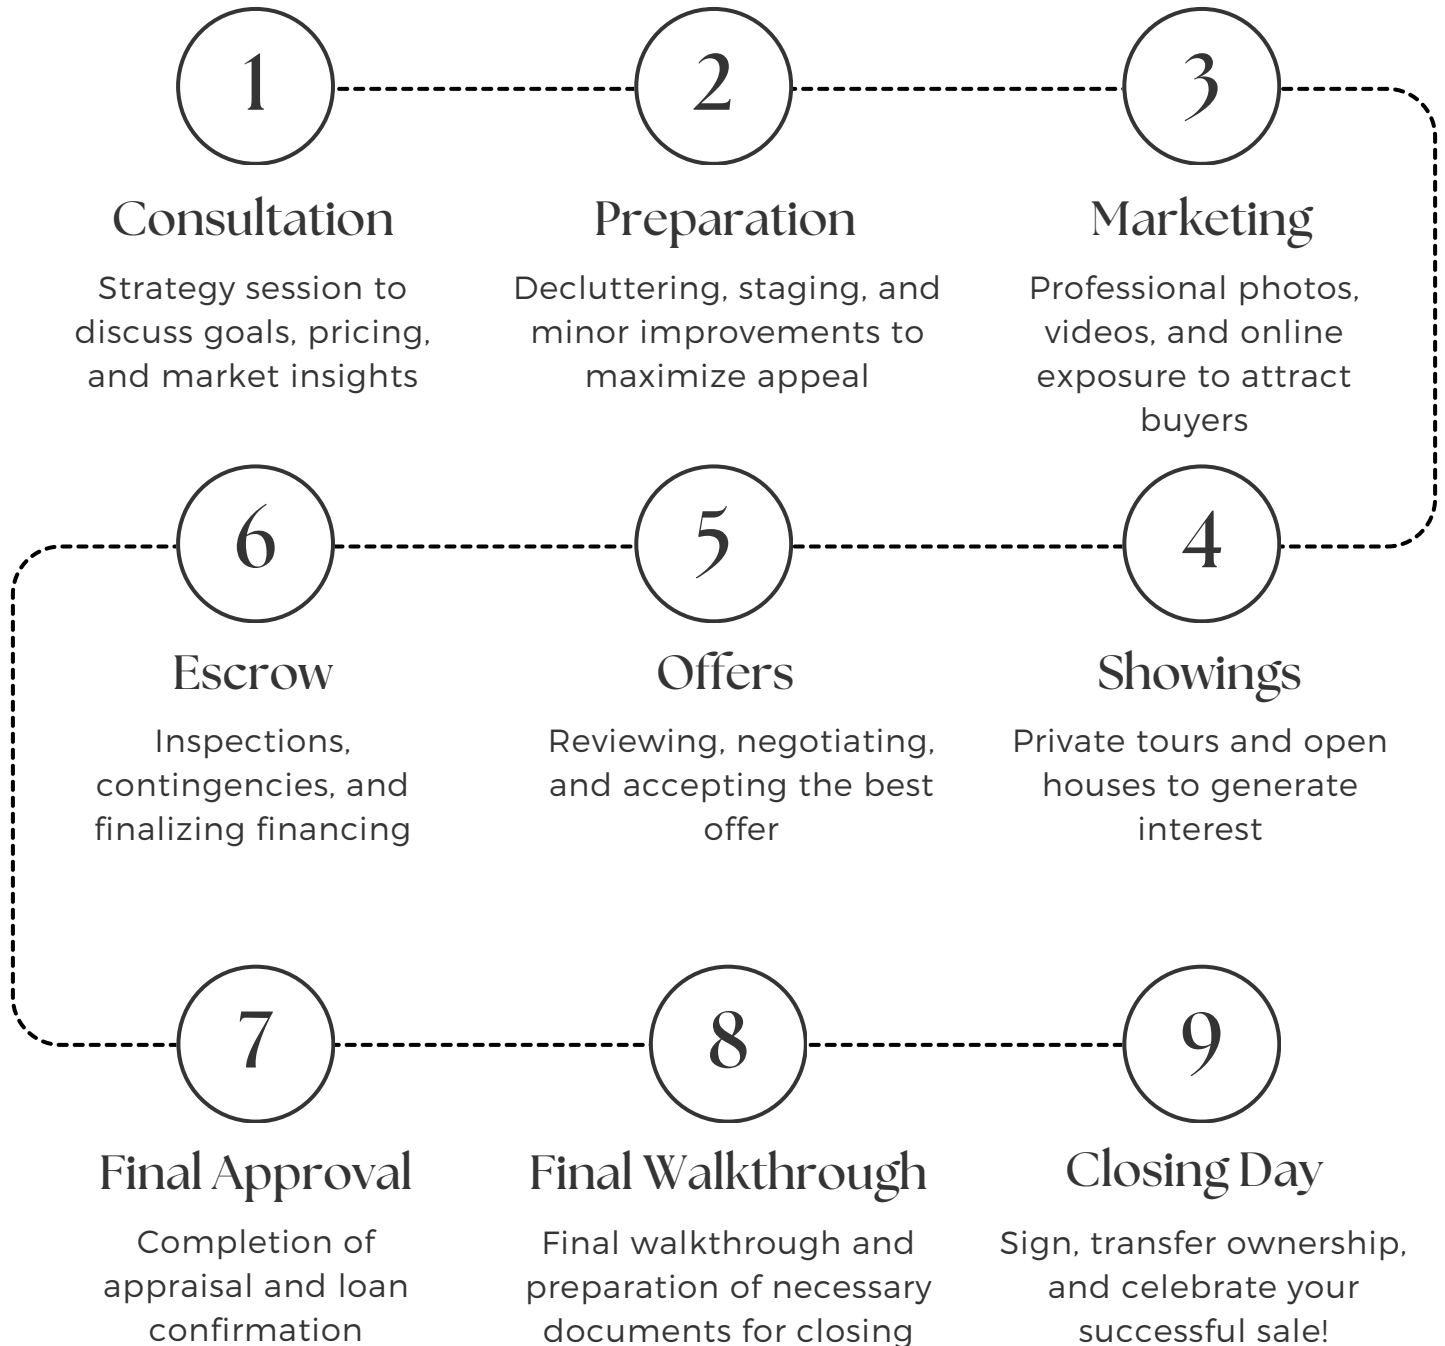 1
Consultation
Strategy session to
discuss goals, pricing,
and market insights
2
Preparation
Decluttering, staging, and
minor improvements to
maximize appeal
3
Marketing
Professional photos,
videos, and online
exposure to attract
buyers
4
Showings
Private tours and open
houses to generate
interest
5
Offers
Reviewing, negotiating,
and accepting the best
offer
6
Escrow
Inspections,
contingencies, and
finalizing financing
7
Final Approval
Completion of
appraisal and loan
confirmation
8
Final Walkthrough
Final walkthrough and
preparation of necessary
documents for closing
9
Closing Day
Sign, transfer ownership,
and celebrate your
successful sale!